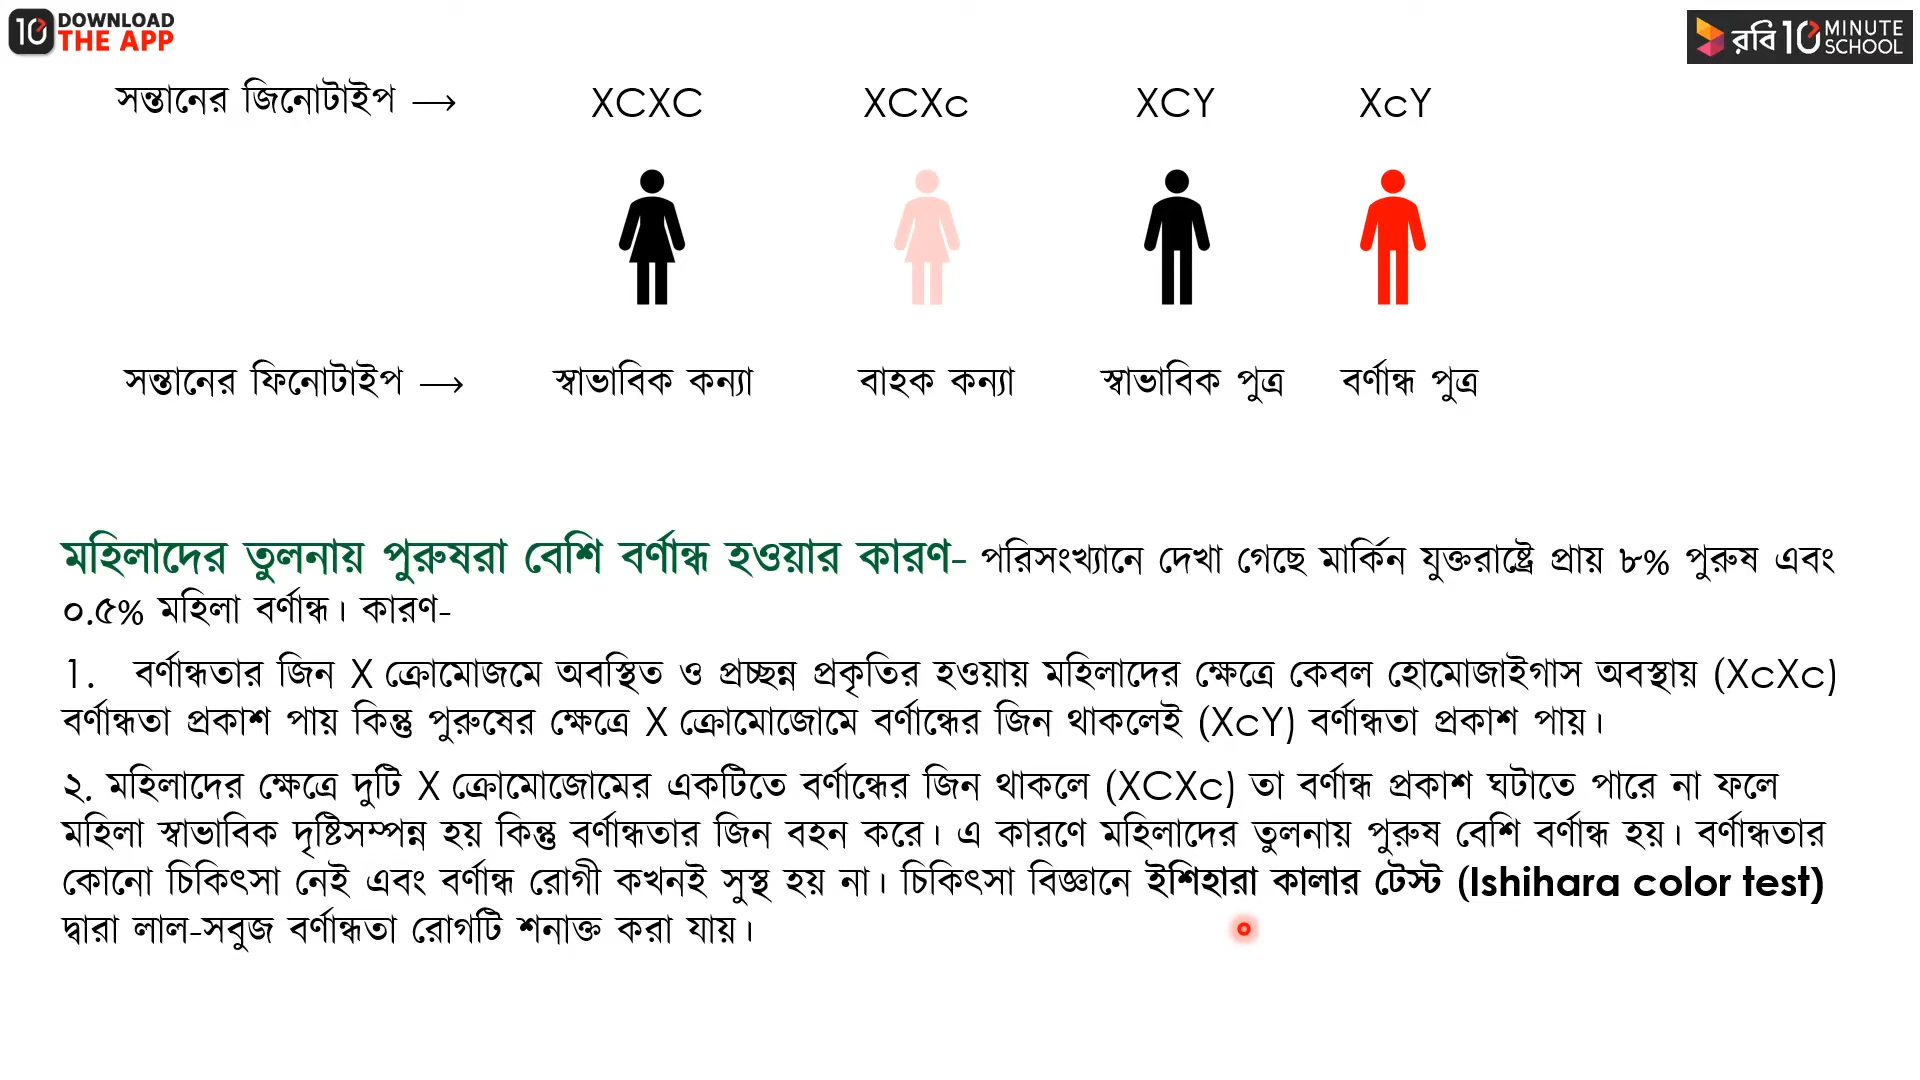 10 DOWNLOAD THE APP
রবি 10 MINUTE SCHOOL
সন্তানের জিনোটাইপ ⟶ XCXC XCXc XCY XcY
সন্তানের ফিনোটাইপ ⟶ স্বাভাবিক কন্যা বাহক কন্যা স্বাভাবিক পুত্র বর্ণান্ধ পুত্র
মহিলাদের তুলনায় পুরুষরা বেশি বর্ণান্ধ হওয়ার কারণ- পরিসংখ্যানে দেখা গেছে মার্কিন যুক্তরাষ্ট্রে প্রায় ৮% পুরুষ এবং
০.৫% মহিলা বর্ণান্ধ। কারণ-
1. বর্ণান্ধতার জিন X ক্রোমোজমে অবস্থিত ও প্রচ্ছন্ন প্রকৃতির হওয়ায় মহিলাদের ক্ষেত্রে কেবল হোমোজাইগাস অবস্থায় (XcXc)
বর্ণান্ধতা প্রকাশ পায় কিন্তু পুরুষের ক্ষেত্রে X ক্রোমোজোমে বর্ণান্ধের জিন থাকলেই (XcY) বর্ণান্ধতা প্রকাশ পায়।
২. মহিলাদের ক্ষেত্রে দুটি X ক্রোমোজোমের একটিতে বর্ণান্ধের জিন থাকলে (XCXc) তা বর্ণান্ধ প্রকাশ ঘটাতে পারে না ফলে
মহিলা স্বাভাবিক দৃষ্টিসম্পন্ন হয় কিন্তু বর্ণান্ধতার জিন বহন করে। এ কারণে মহিলাদের তুলনায় পুরুষ বেশি বর্ণান্ধ হয়। বর্ণান্ধতার
কোনো চিকিৎসা নেই এবং বর্ণান্ধ রোগী কখনই সুস্থ হয় না। চিকিৎসা বিজ্ঞানে ইশিহারা কালার টেস্ট (Ishihara color test)
দ্বারা লাল-সবুজ বর্ণান্ধতা রোগটি শনাক্ত করা যায়।